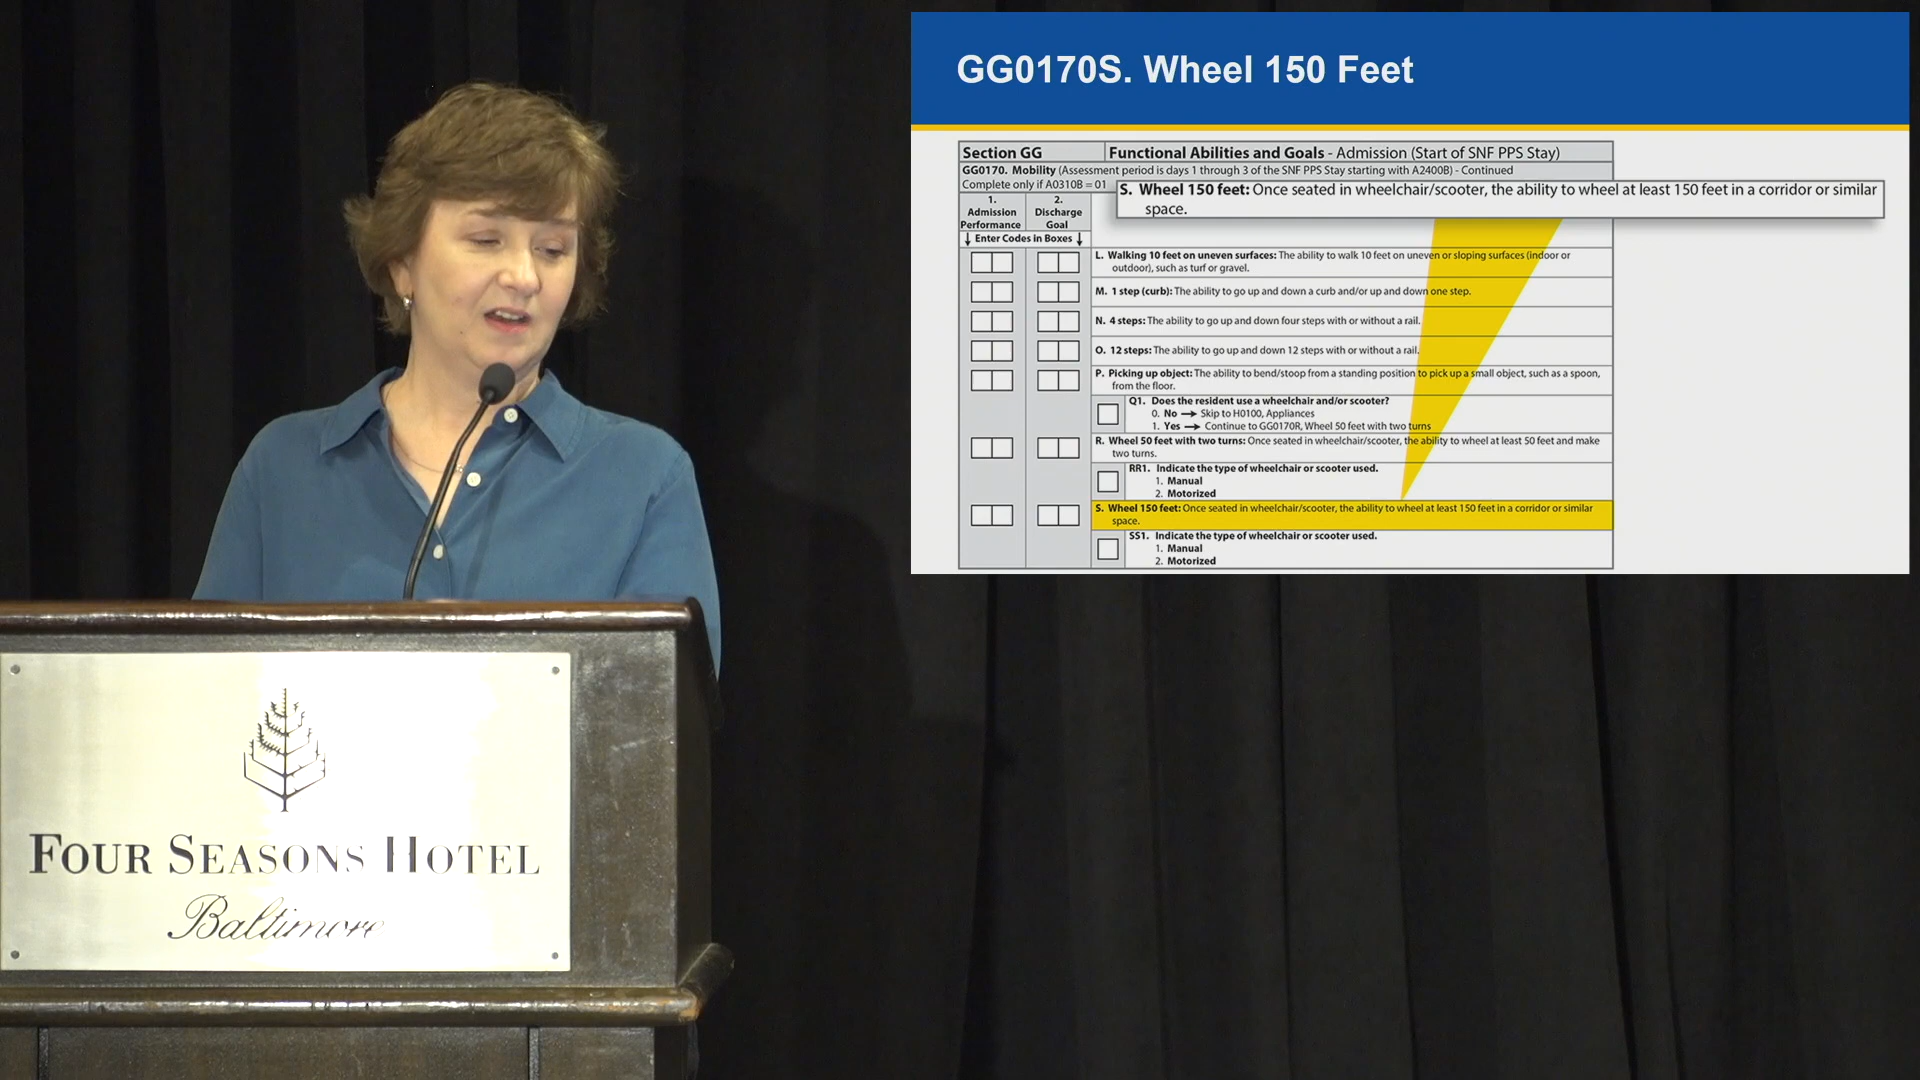 GG0170S. Wheel 150 Feet
Section GG
Functional Abilities and Goals - Admission (Start of SNF PPS Stay)
GG0170. Mobility (Assessment period is days 1 through 3 of the SNF PPS Stay starting with A2400B) - Continued
Complete only if A0310B = 01
S. Wheel 150 feet: Once seated in wheelchair/scooter, the ability to wheel at least 150 feet in a corridor or similar
space.
1.
Admission
Performance
2.
Discharge
Goal
↓ Enter Codes in Boxes ↓
L. Walking 10 feet on uneven surfaces: The ability to walk 10 feet on uneven or sloping surfaces (indoor or
outdoor), such as turf or gravel.
M. 1 step (curb): The ability to go up and down a curb and/or up and down one step.
N. 4 steps: The ability to go up and down four steps with or without a rail.
O. 12 steps: The ability to go up and down 12 steps with or without a rail.
P. Picking up object: The ability to bend/stoop from a standing position to pick up a small object, such as a spoon,
from the floor.
Q1. Does the resident use a wheelchair and/or scooter?
0. No → Skip to H0100, Appliances
1. Yes → Continue to GG0170R, Wheel 50 feet with two turns
R. Wheel 50 feet with two turns: Once seated in wheelchair/scooter, the ability to wheel at least 50 feet and make
two turns.
RR1. Indicate the type of wheelchair or scooter used.
1. Manual
2. Motorized
S. Wheel 150 feet: Once seated in wheelchair/scooter, the ability to wheel at least 150 feet in a corridor or similar
space.
SS1. Indicate the type of wheelchair or scooter used.
1. Manual
2. Motorized
FOUR SEASONS HOTEL
Baltimore